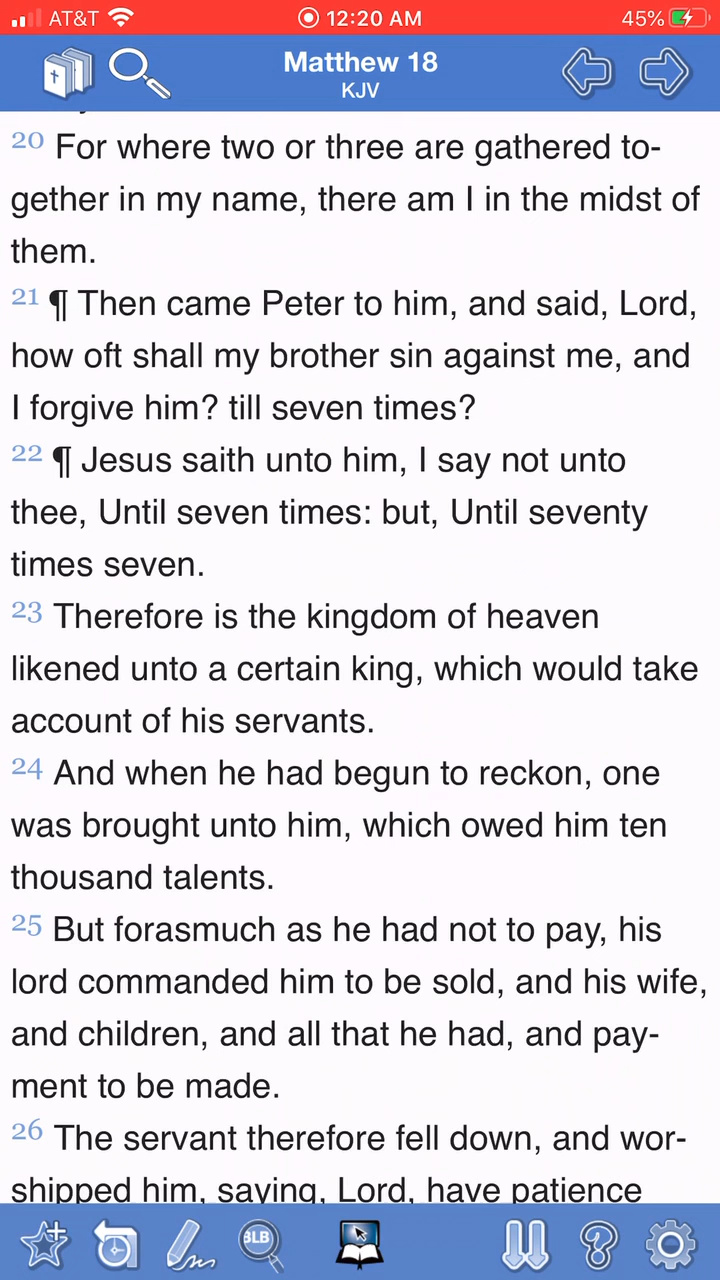 AT&T 12:20 AM 45%
Matthew 18
KJV
20 For where two or three are gathered to-
gether in my name, there am I in the midst of
them.
21 ¶ Then came Peter to him, and said, Lord,
how oft shall my brother sin against me, and
I forgive him? till seven times?
22 ¶ Jesus saith unto him, I say not unto
thee, Until seven times: but, Until seventy
times seven.
23 Therefore is the kingdom of heaven
likened unto a certain king, which would take
account of his servants.
24 And when he had begun to reckon, one
was brought unto him, which owed him ten
thousand talents.
25 But forasmuch as he had not to pay, his
lord commanded him to be sold, and his wife,
and children, and all that he had, and pay-
ment to be made.
26 The servant therefore fell down, and wor-
shipped him, saying, Lord, have patience
BLB